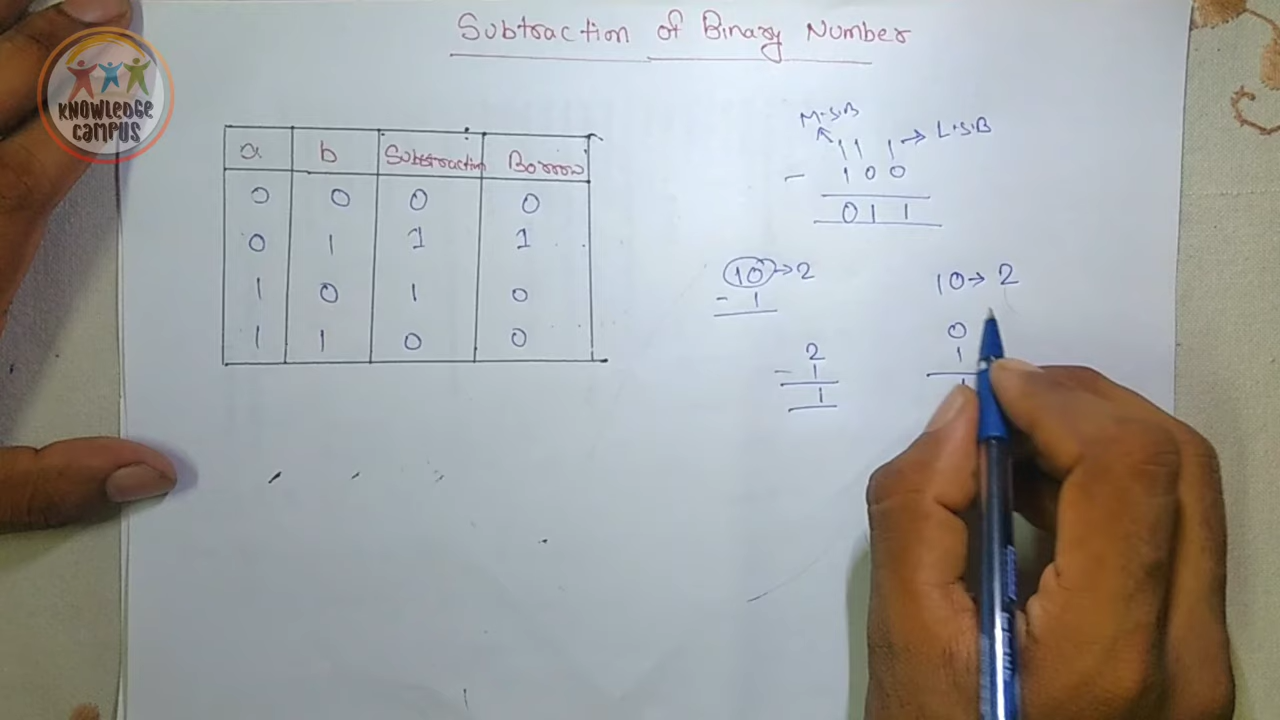 Subtraction of Binary Number
KNOWLEDGE
CAMPUS
a b Subtraction Borrow
0 0 0 0
0 1 1 1
1 0 1 0
1 1 0 0
M.S.B
L.S.B
1 1 1
- 1 0 0
0 1 1
10 → 2
- 1
2
- 1
1
10 → 2
0
1
1